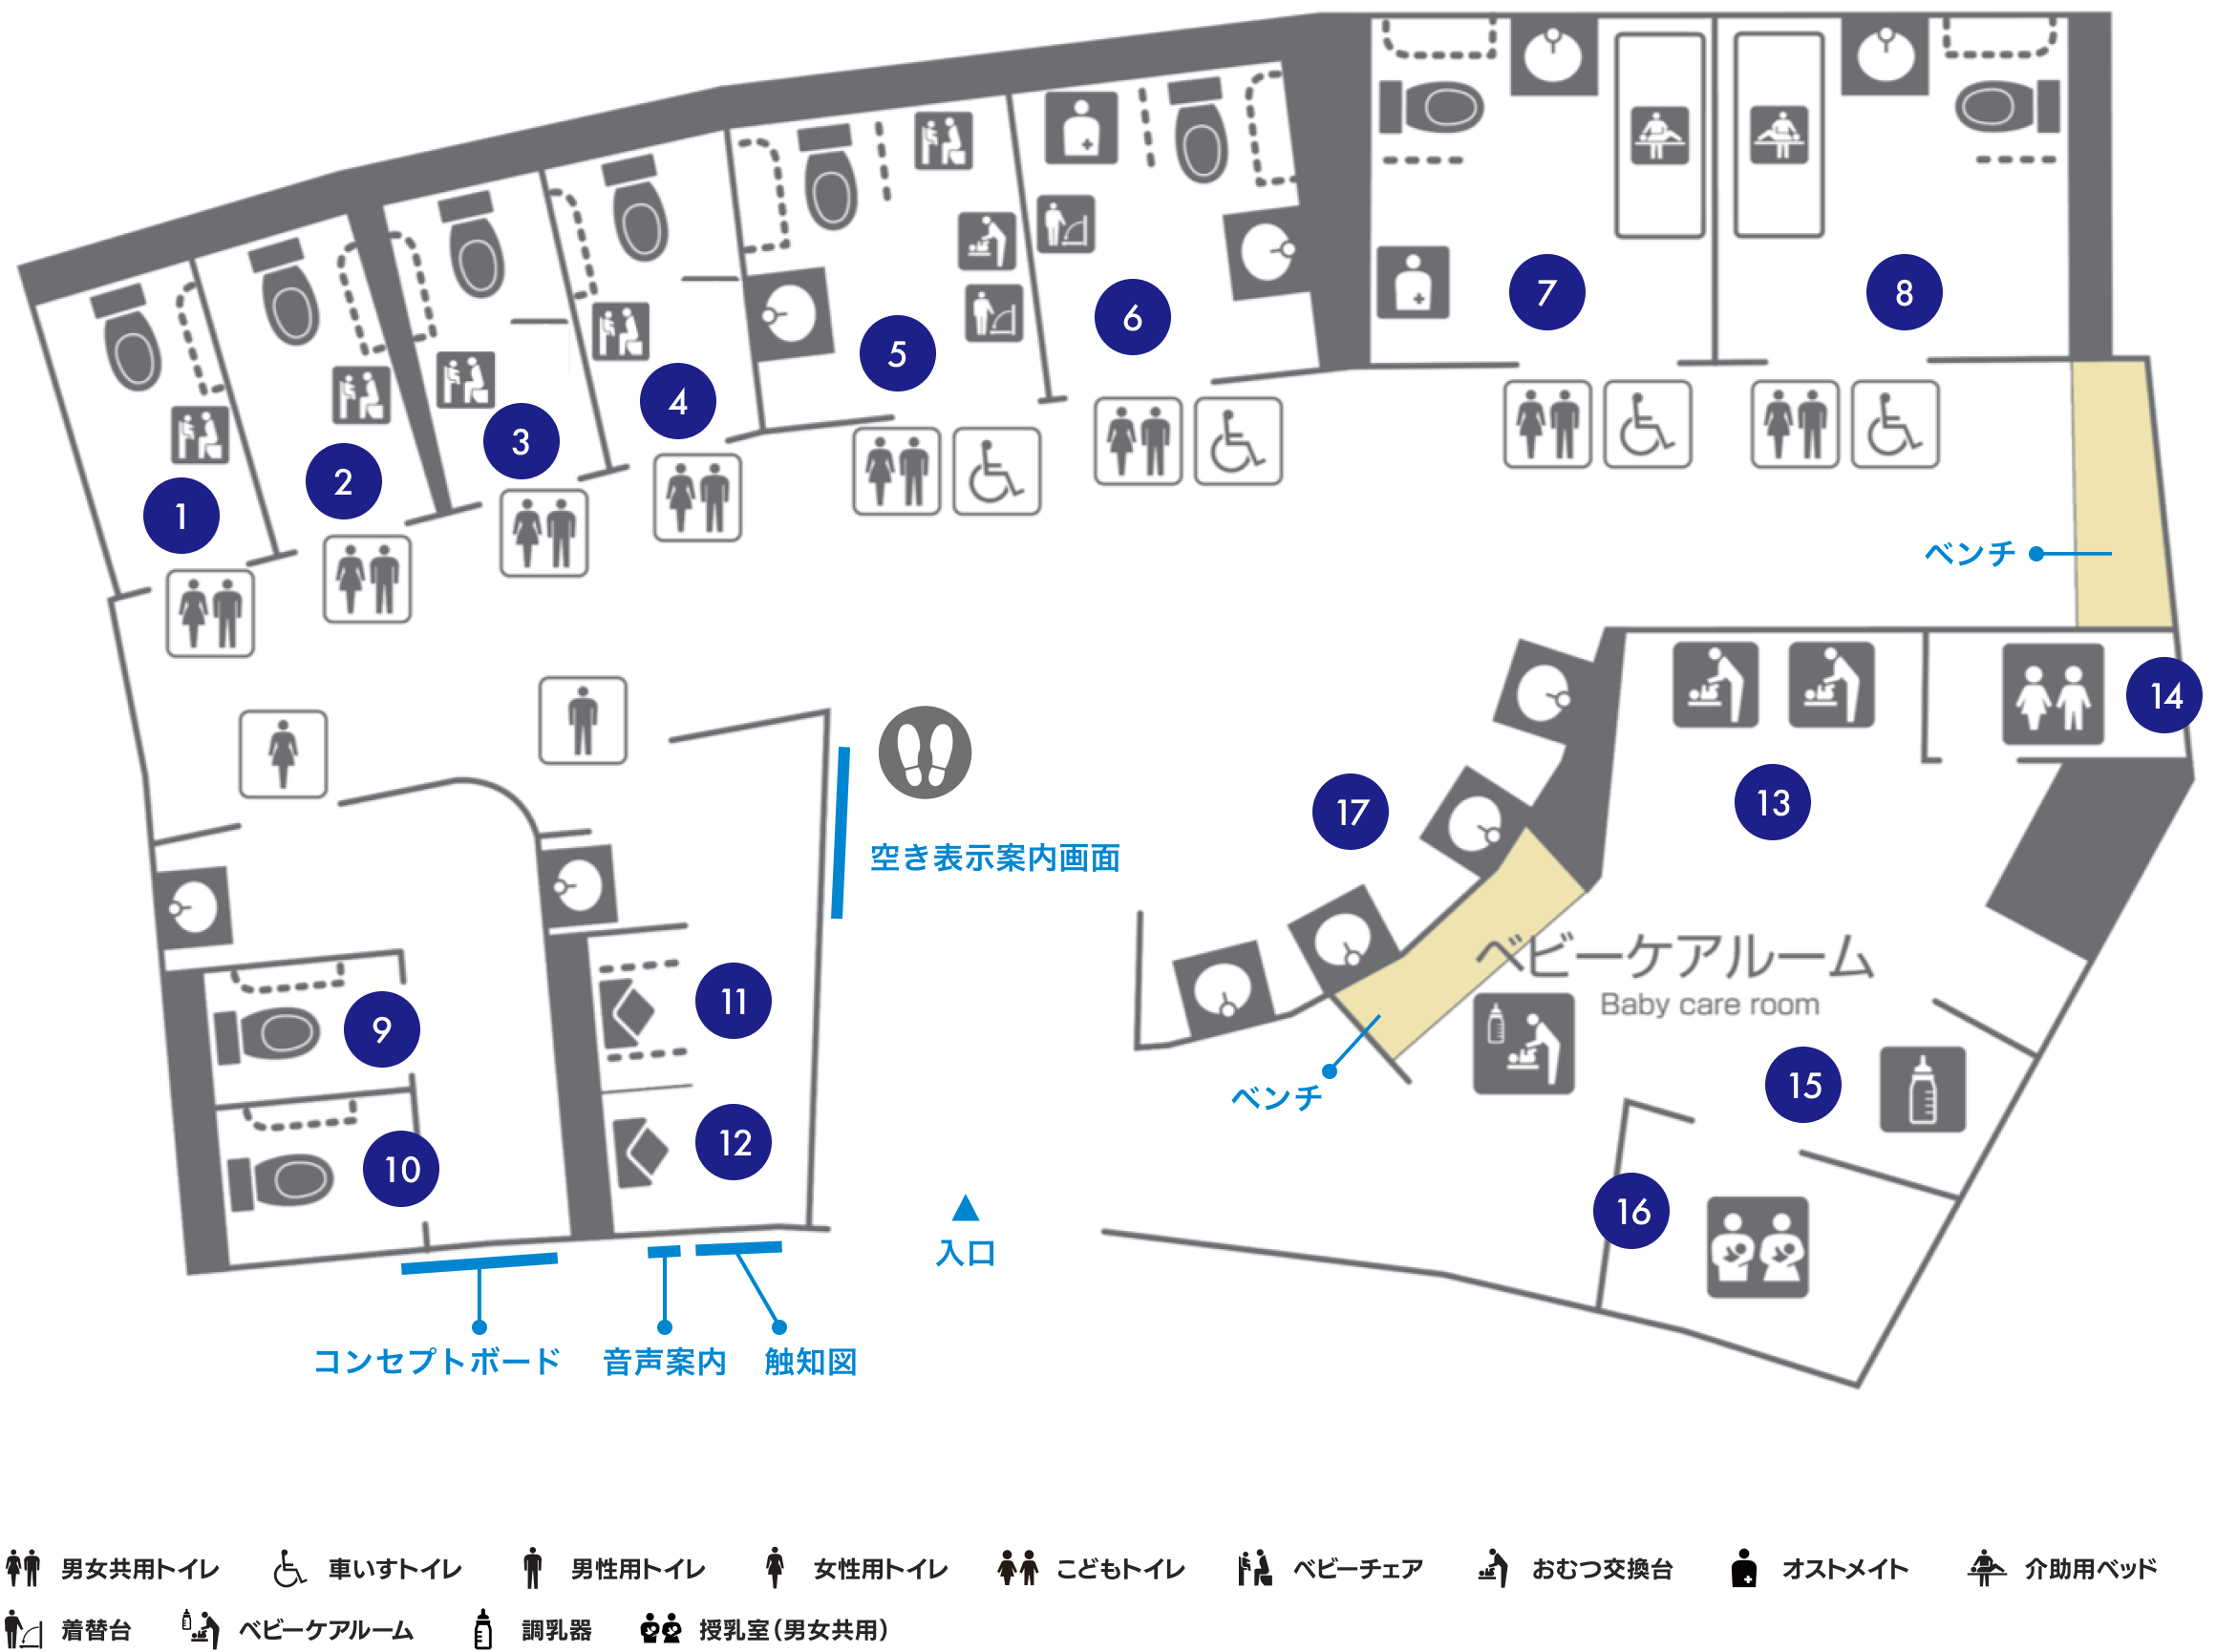 1
2
3
4
5
6
7
8
ベンチ
14
13
17
空き表示案内画面
ベビーケアルーム
Baby care room
9
11
15
ベンチ
10
12
16
入口
コンセプトボード
音声案内
触知図
男女共用トイレ 車いすトイレ 男性用トイレ 女性用トイレ こどもトイレ ベビーチェア おむつ交換台 オストメイト 介助用ベッド
着替台 ベビーケアルーム 調乳器 授乳室(男女共用)